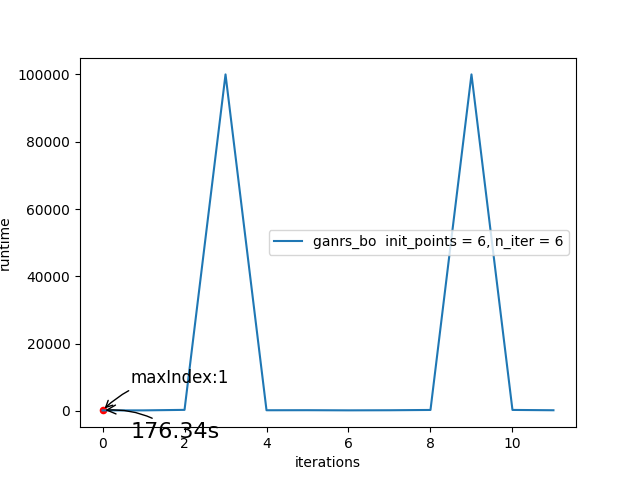 100000
80000
60000
40000
20000
0
runtime
ganrs_bo  init_points = 6, n_iter = 6
maxIndex:1
176.34s
0 2 4 6 8 10
iterations